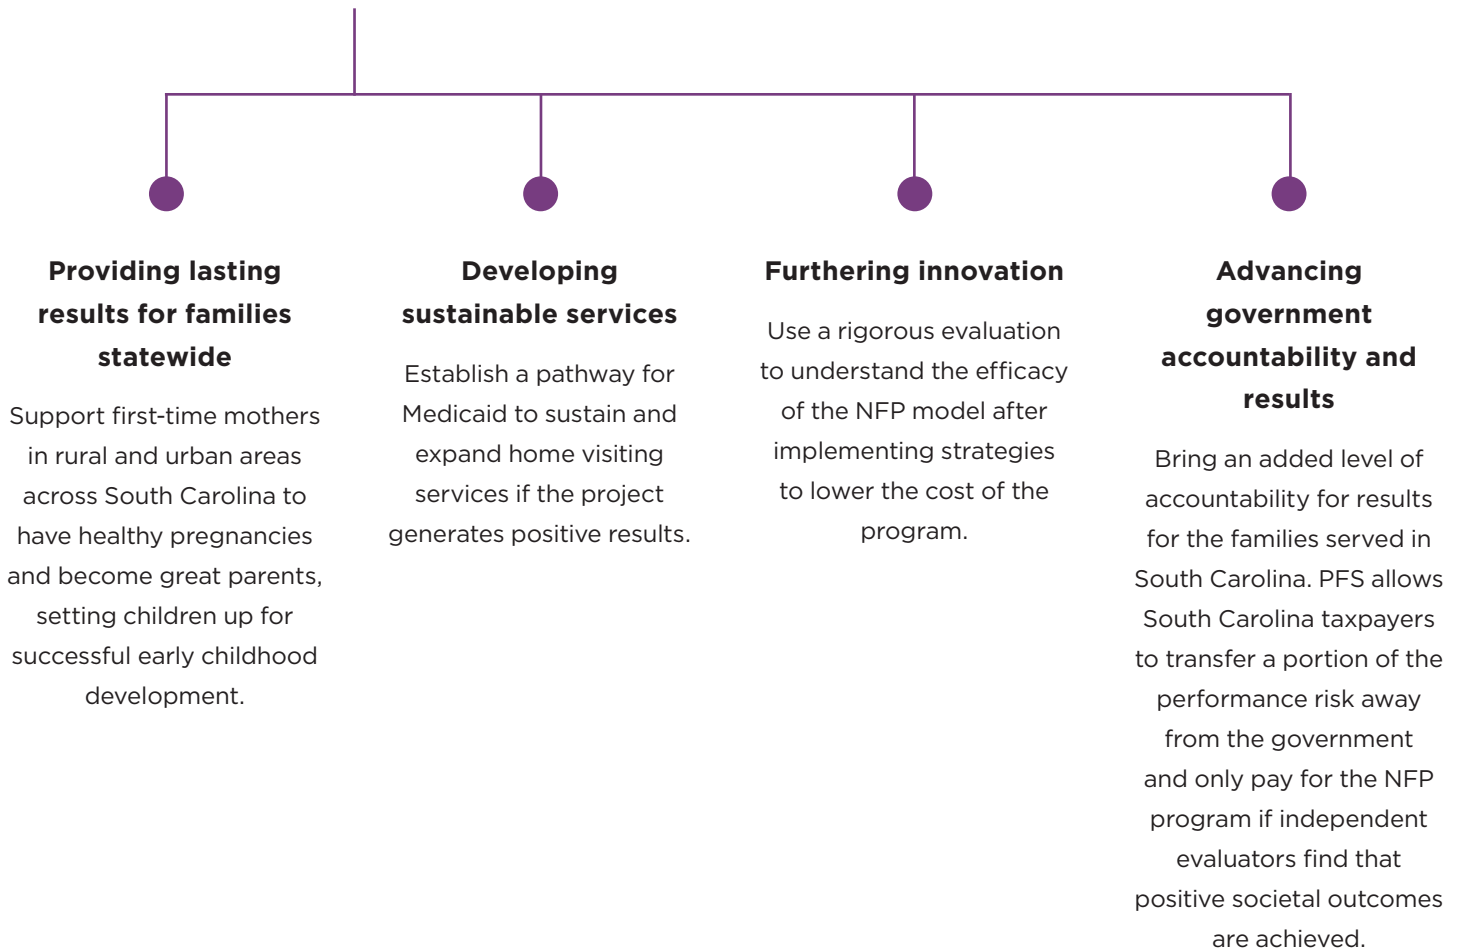 Providing lasting
results for families
statewide
Support first-time mothers
in rural and urban areas
across South Carolina to
have healthy pregnancies
and become great parents,
setting children up for
successful early childhood
development.
Developing
sustainable services
Establish a pathway for
Medicaid to sustain and
expand home visiting
services if the project
generates positive results.
Furthering innovation
Use a rigorous evaluation
to understand the efficacy
of the NFP model after
implementing strategies
to lower the cost of the
program.
Advancing
government
accountability and
results
Bring an added level of
accountability for results
for the families served in
South Carolina. PFS allows
South Carolina taxpayers
to transfer a portion of the
performance risk away
from the government
and only pay for the NFP
program if independent
evaluators find that
positive societal outcomes
are achieved.